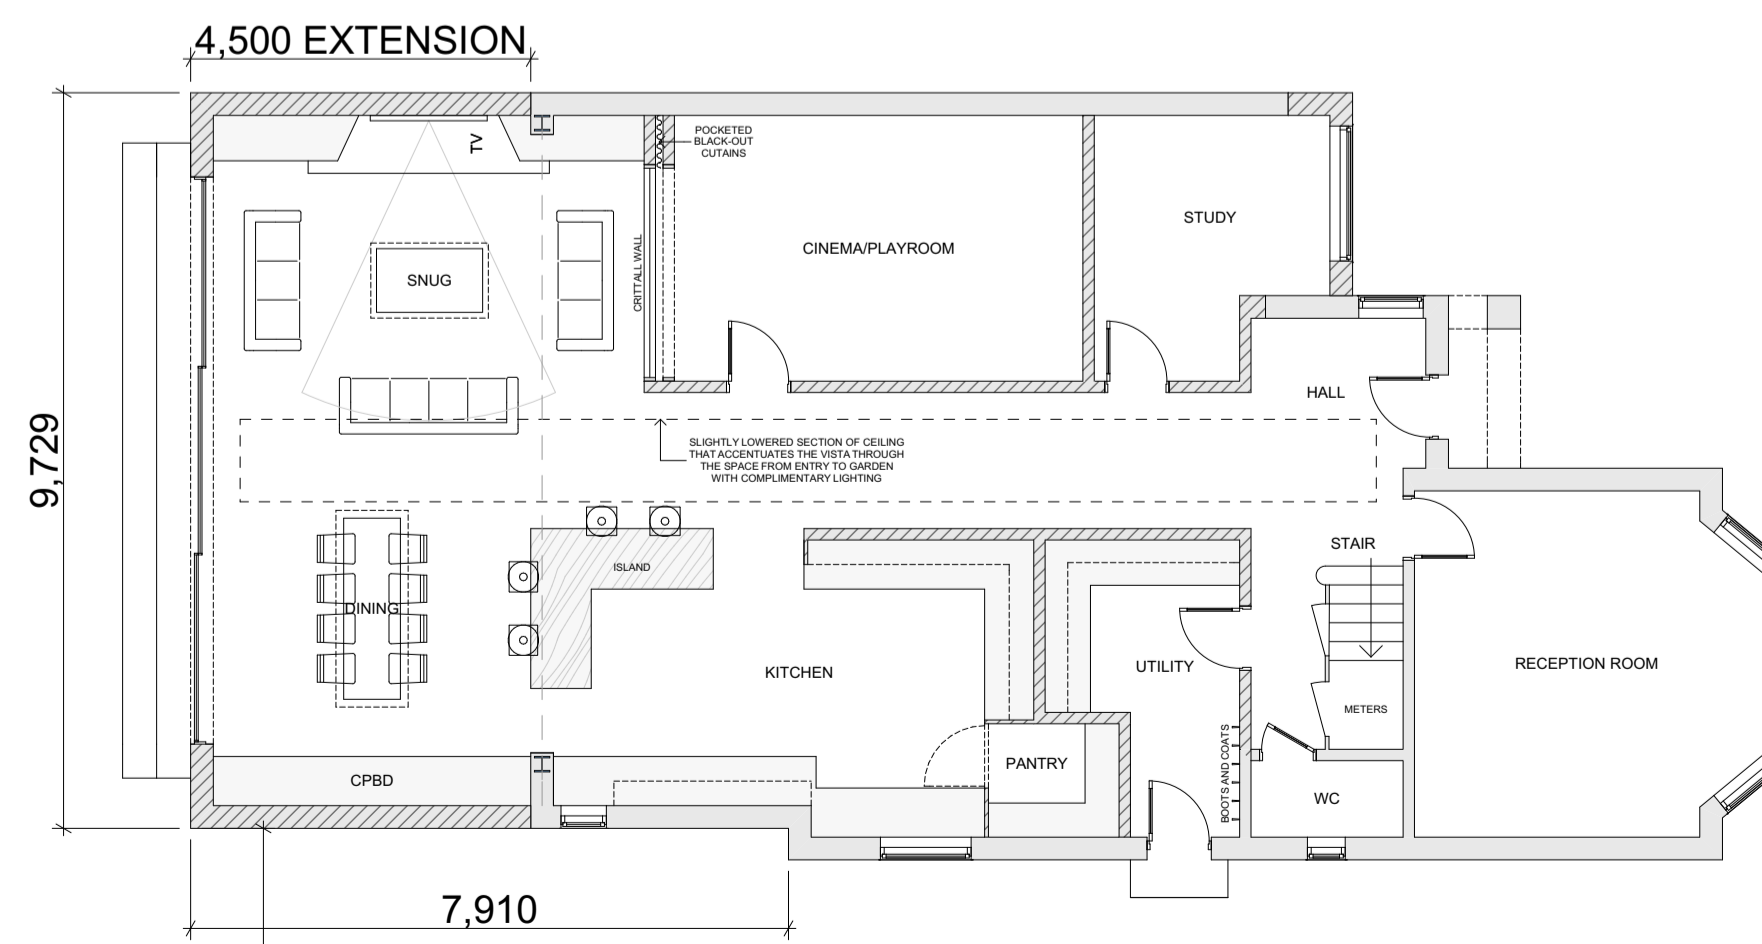 4,500 EXTENSION
TV
POCKETED
BLACK-OUT
CUTAINS
STUDY
CINEMA/PLAYROOM
CRITTALL WALL
SNUG
HALL
9,729
SLIGHTLY LOWERED SECTION OF CEILING
THAT ACCENTUATES THE VISTA THROUGH
THE SPACE FROM ENTRY TO GARDEN
WITH COMPLIMENTARY LIGHTING
STAIR
ISLAND
DINING
KITCHEN
UTILITY
RECEPTION ROOM
METERS
BOOTS AND COATS
PANTRY
CPBD
WC
7,910